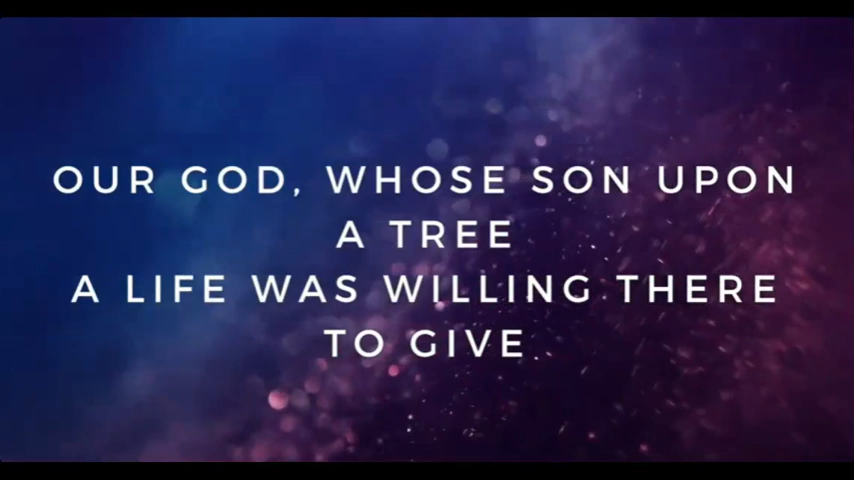 OUR GOD, WHOSE SON UPON
A TREE
A LIFE WAS WILLING THERE
TO GIVE